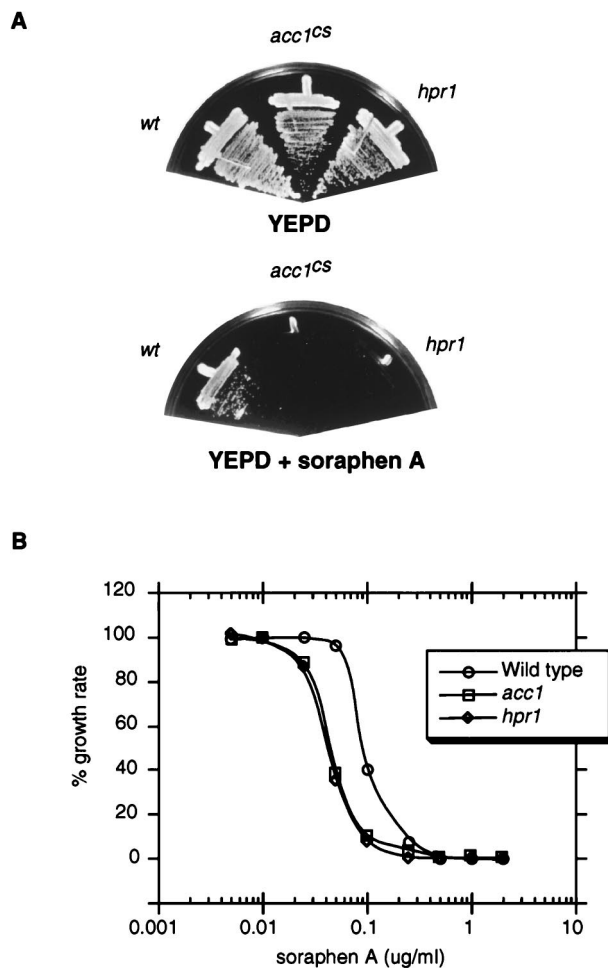 A
acc1cs
wt
hpr1
YEPD
acc1cs
wt
hpr1
YEPD + soraphen A
B
120
100
80
60
40
20
0
% growth rate
Wild type
acc1
hpr1
0.001 0.01 0.1 1 10
soraphen A (ug/ml)